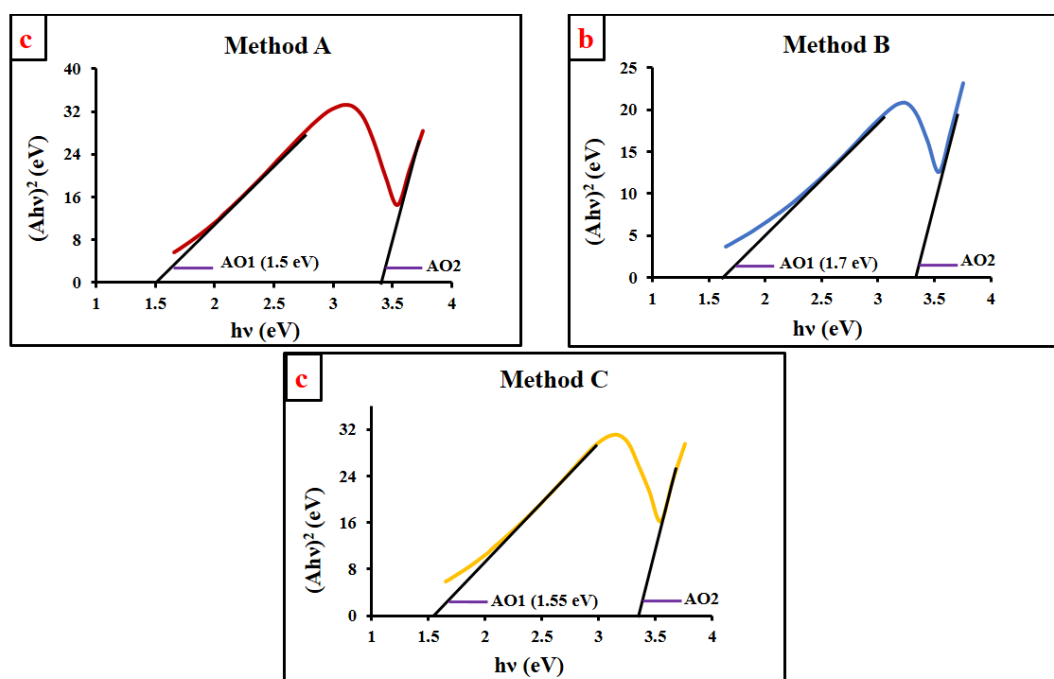 c
Method A
(Ahν)² (eV)
40
32
24
16
8
0
AO1 (1.5 eV)
AO2
1 1.5 2 2.5 3 3.5 4
hν (eV)
b
Method B
(Ahν)² (eV)
25
20
15
10
5
0
AO1 (1.7 eV)
AO2
1 1.5 2 2.5 3 3.5 4
hν (eV)
c
Method C
(Ahν)² (eV)
32
24
16
8
0
AO1 (1.55 eV)
AO2
1 1.5 2 2.5 3 3.5 4
hν (eV)